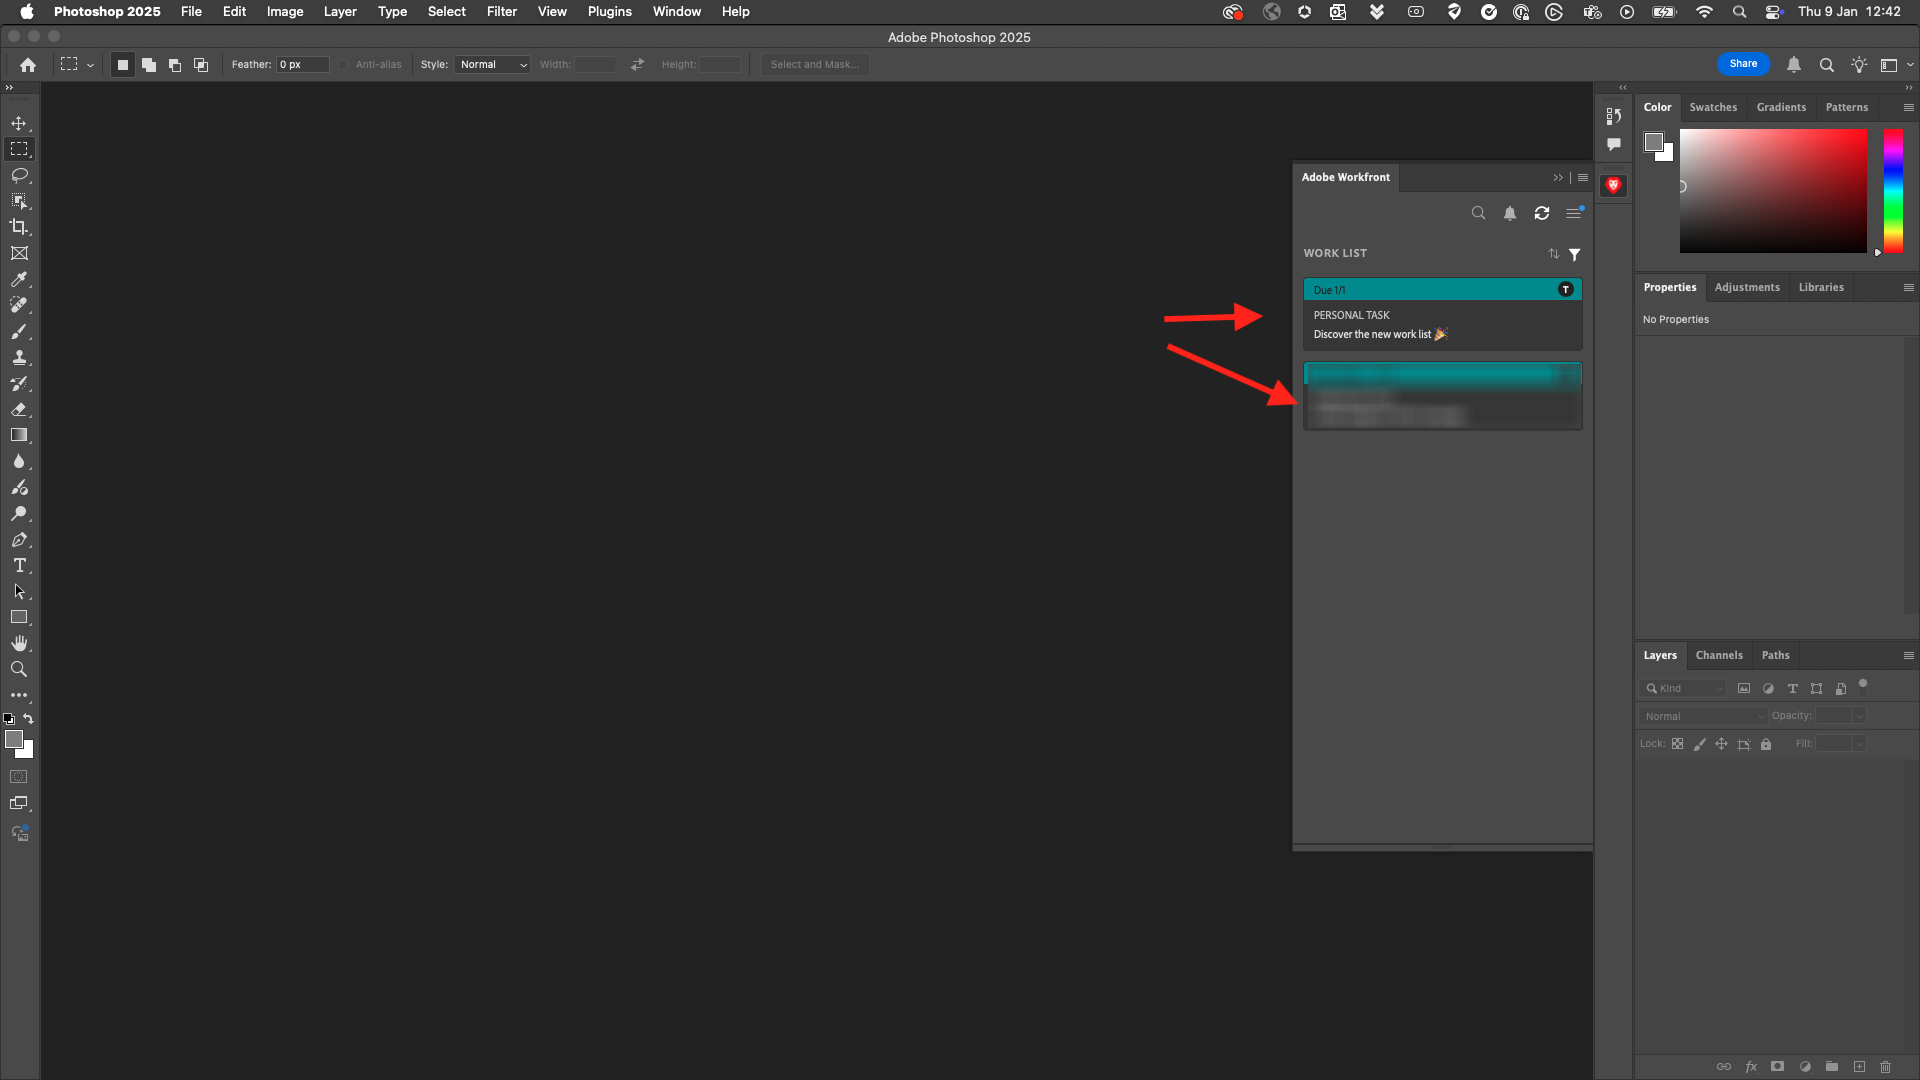 Photoshop 2025 File Edit Image Layer Type Select Filter View Plugins Window Help Thu 9 Jan 12:42
Adobe Photoshop 2025
Feather: 0 px Anti-alias Style: Normal Width: Height: Select and Mask... Share
Color Swatches Gradients Patterns
Adobe Workfront
WORK LIST
Due 1/1 T
PERSONAL TASK
Discover the new work list 🎉
Properties Adjustments Libraries
No Properties
Layers Channels Paths
Kind
Normal Opacity:
Lock: Fill:
fx